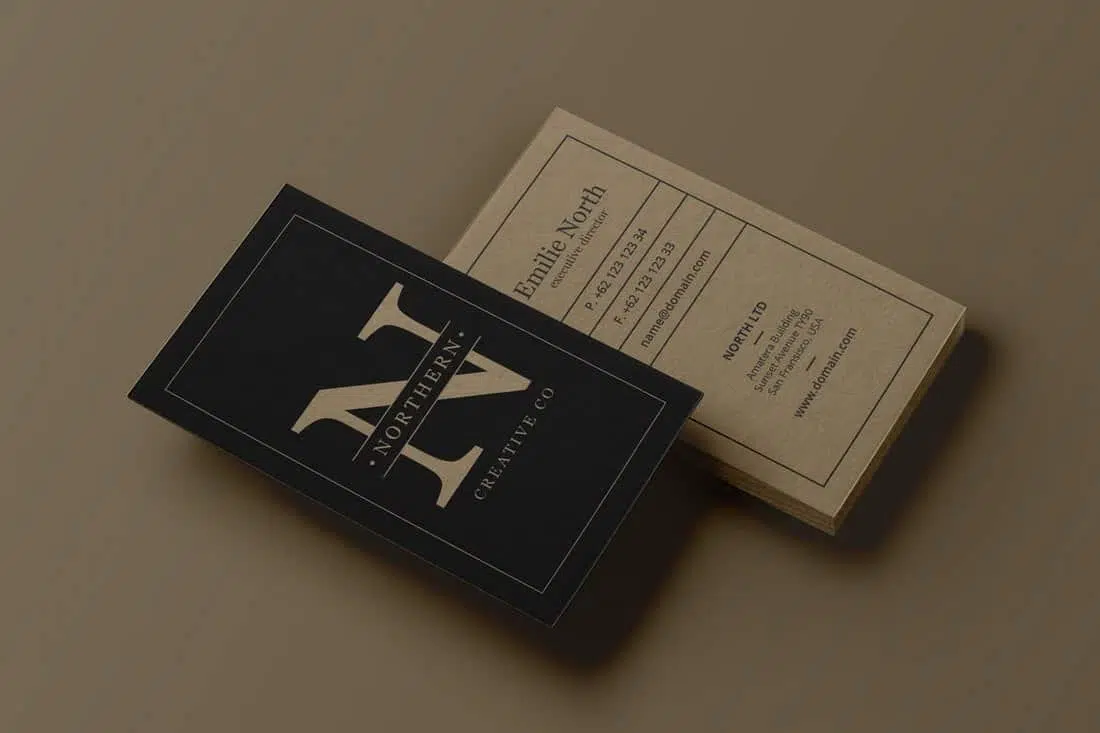 N
• NORTHERN •
CREATIVE CO
Emilie North
executive director
P. +62 123 123 34
F. +62 123 123 33
name@domain.com
NORTH LTD
Amatera Building
Sunset Avenue TY90
San Fransisco, USA
www.domain.com